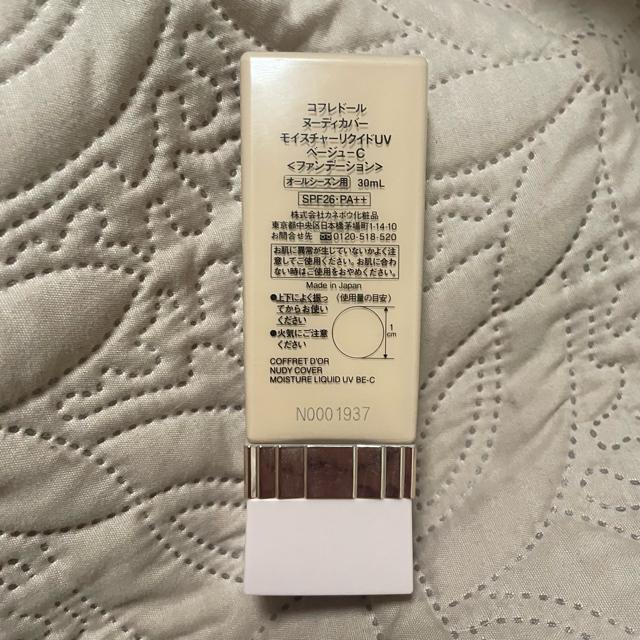 コフレドール
ヌーディカバー
モイスチャーリクイドUV
ベージュ－C
<ファンデーション>
オールシーズン用 30mL
SPF26・PA++
株式会社カネボウ化粧品
東京都中央区日本橋茅場町1-14-10
お問合せ先 0120-518-520
お肌に異常が生じていないかよく注
意してご使用ください。お肌に合わ
ない時はご使用をおやめください。
Made in Japan
●上下によく振っ
てからお使い
ください
●火気にご注意
ください
(使用量の目安)
1
cm
COFFRET D'OR
NUDY COVER
MOISTURE LIQUID UV BE-C
N0001937